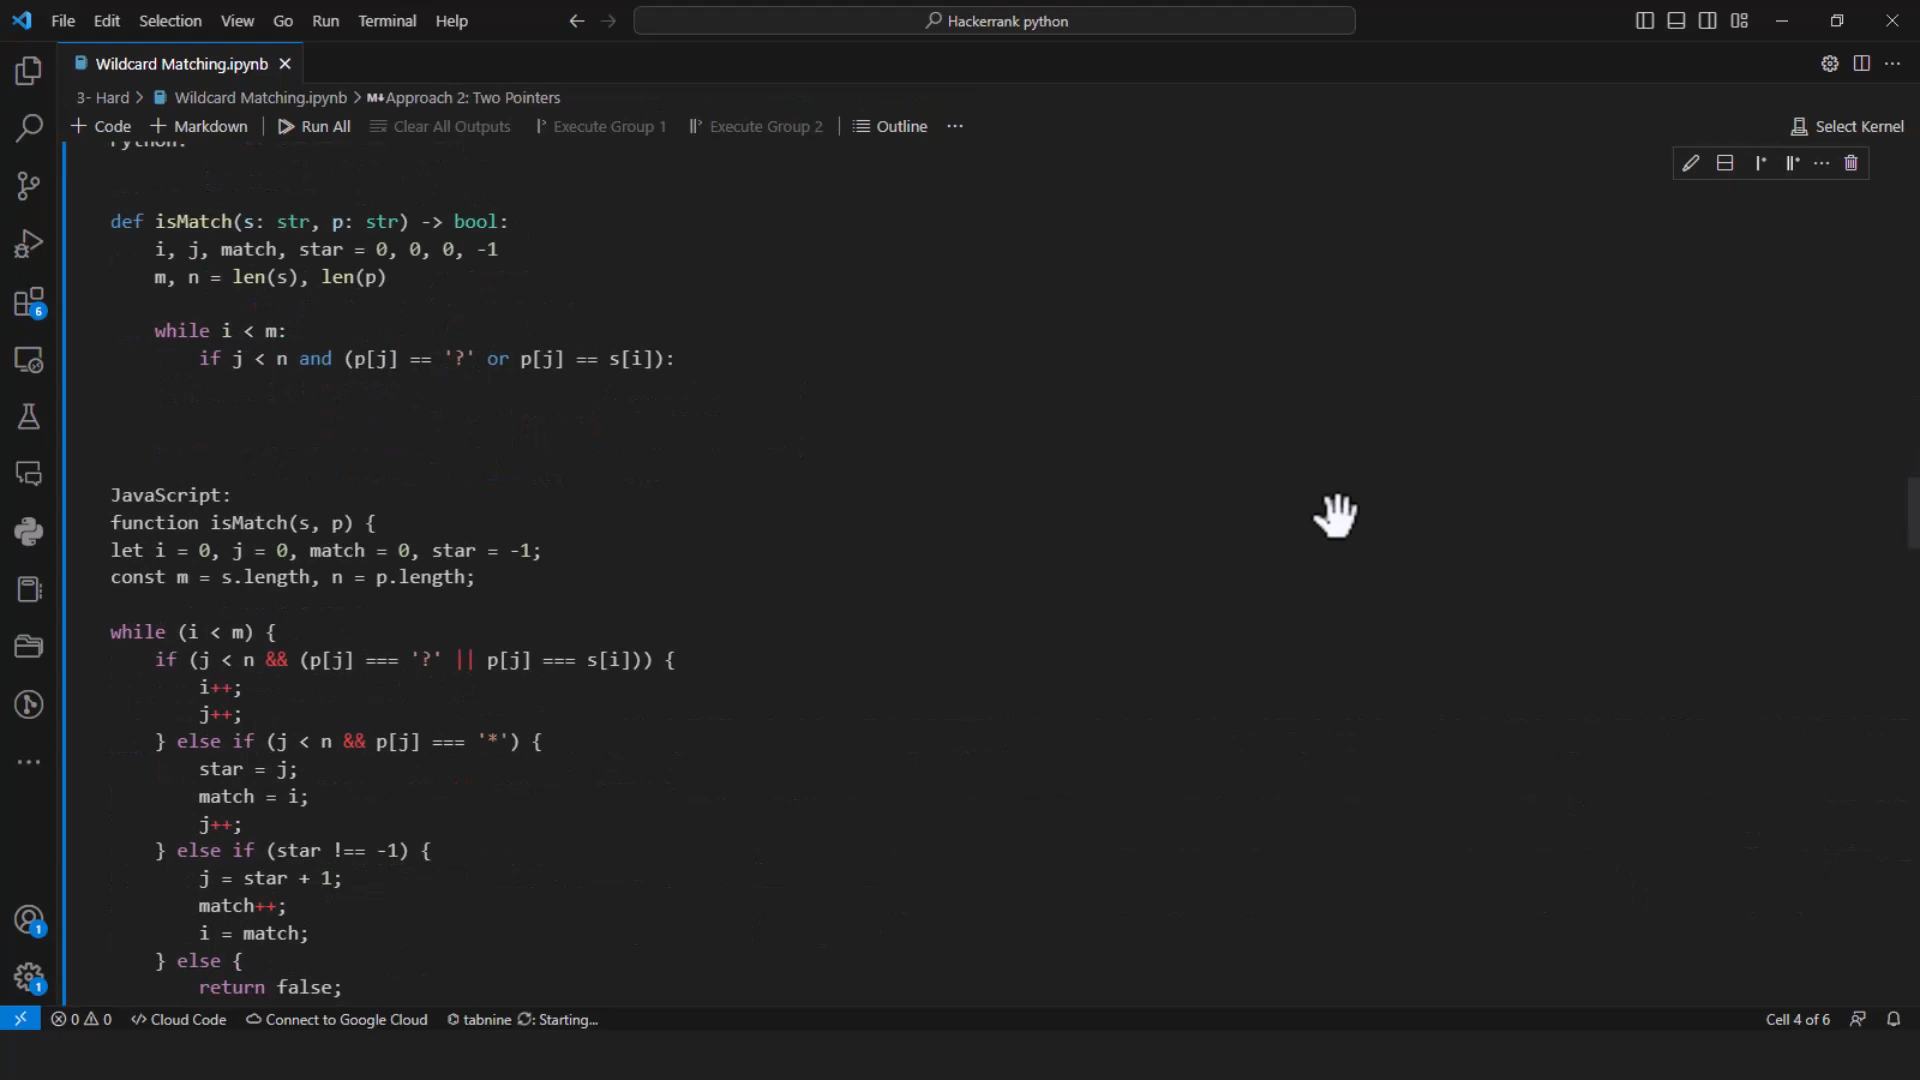 File Edit Selection View Go Run Terminal Help
Hackerrank python
Wildcard Matching.ipynb
3- Hard > Wildcard Matching.ipynb > M↓Approach 2: Two Pointers
+ Code + Markdown | Run All Clear All Outputs Execute Group 1 Execute Group 2 | Outline ...
Select Kernel
Python:
def isMatch(s: str, p: str) -> bool:
    i, j, match, star = 0, 0, 0, -1
    m, n = len(s), len(p)
    while i < m:
        if j < n and (p[j] == '?' or p[j] == s[i]):
JavaScript:
function isMatch(s, p) {
let i = 0, j = 0, match = 0, star = -1;
const m = s.length, n = p.length;
while (i < m) {
    if (j < n && (p[j] === '?' || p[j] === s[i])) {
        i++;
        j++;
    } else if (j < n && p[j] === '*') {
        star = j;
        match = i;
        j++;
    } else if (star !== -1) {
        j = star + 1;
        match++;
        i = match;
    } else {
        return false;
6
1
1
0 0 Cloud Code Connect to Google Cloud tabnine : Starting...
Cell 4 of 6